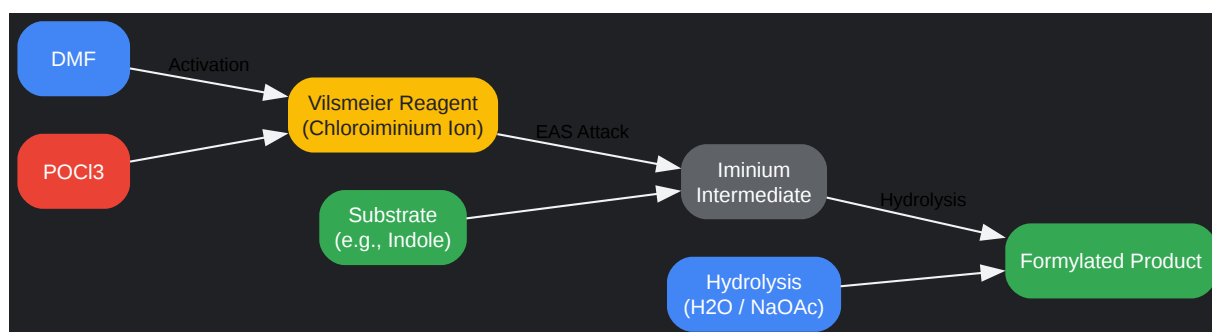 DMF
Activation
POCl3
Vilsmeier Reagent
(Chloroiminium Ion)
EAS Attack
Substrate
(e.g., Indole)
Iminium
Intermediate
Hydrolysis
Hydrolysis
(H2O / NaOAc)
Formylated Product